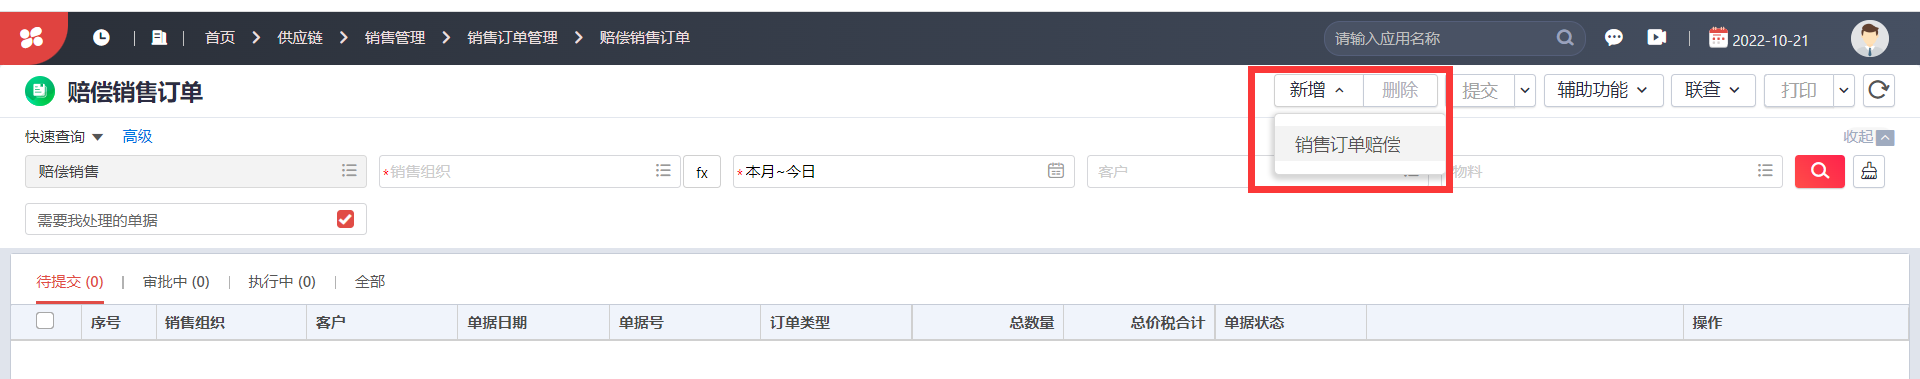 首页 供应链 销售管理 销售订单管理 赔偿销售订单 请输入应用名称 2022-10-21
赔偿销售订单 新增 删除 提交 辅助功能 联查 打印
快速查询 高级 销售订单赔偿 收起
赔偿销售 *销售组织 fx *本月~今日 客户 物料
需要我处理的单据
待提交 (0) 审批中 (0) 执行中 (0) 全部
序号 销售组织 客户 单据日期 单据号 订单类型 总数量 总价税合计 单据状态 操作